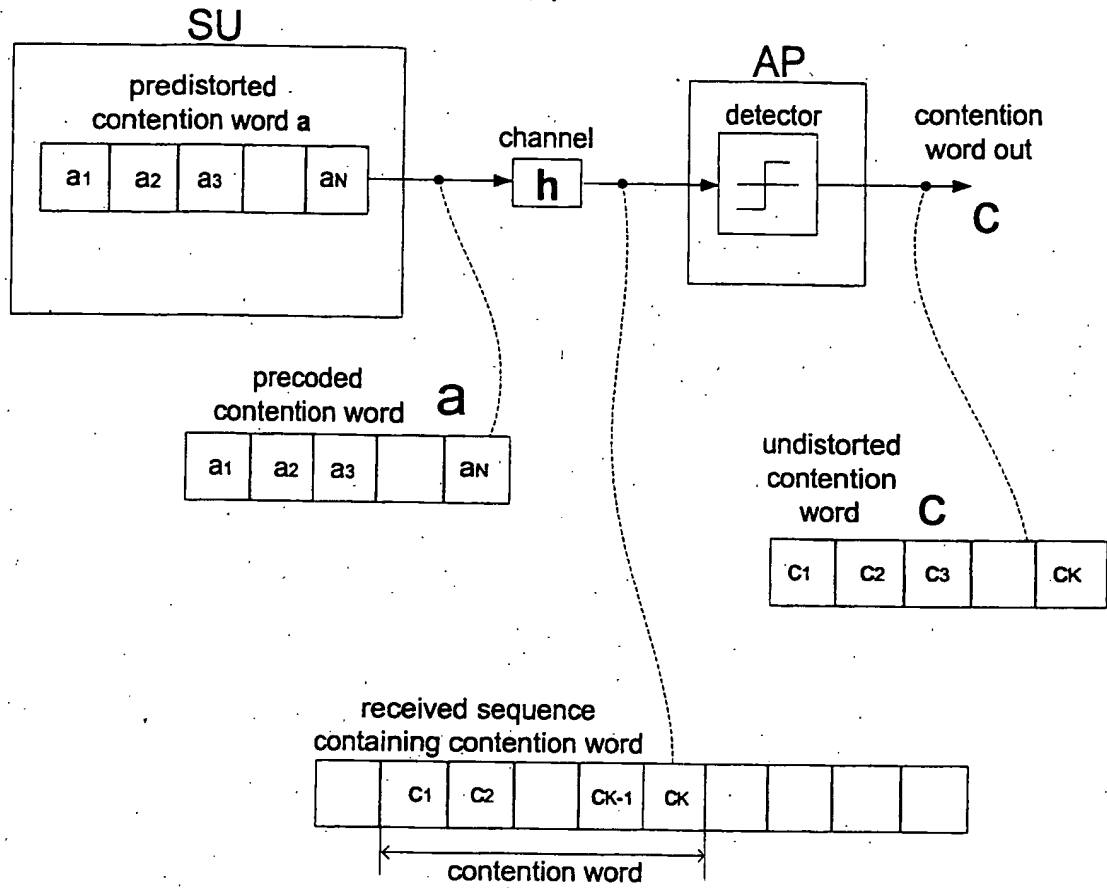 SU
AP
predistorted
contention word a
a1 a2 a3 aN
channel
h
detector
contention
word out
C
precoded
contention word a
a1 a2 a3 aN
undistorted
contention
word C
C1 C2 C3 CK
received sequence
containing contention word
C1 C2 CK-1 CK
contention word